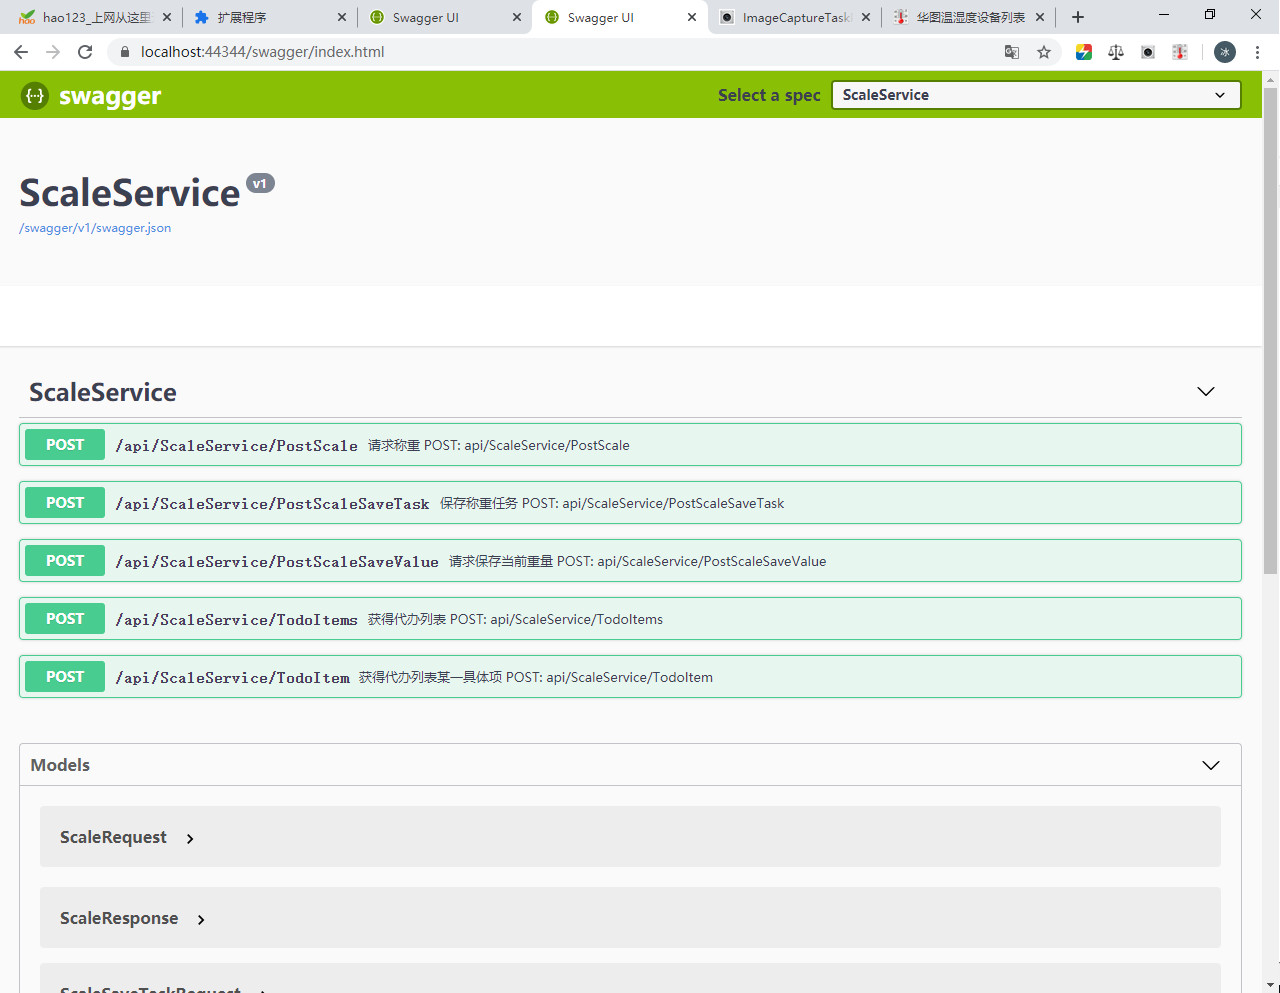 hao123_上网从这里
扩展程序
Swagger UI
Swagger UI
ImageCaptureTask
华图温湿度设备列表
localhost:44344/swagger/index.html
冰
swagger
Select a spec
ScaleService
ScaleService v1
/swagger/v1/swagger.json
ScaleService
POST /api/ScaleService/PostScale 请求称重 POST: api/ScaleService/PostScale
POST /api/ScaleService/PostScaleSaveTask 保存称重任务 POST: api/ScaleService/PostScaleSaveTask
POST /api/ScaleService/PostScaleSaveValue 请求保存当前重量 POST: api/ScaleService/PostScaleSaveValue
POST /api/ScaleService/TodoItems 获得代办列表 POST: api/ScaleService/TodoItems
POST /api/ScaleService/TodoItem 获得代办列表某一具体项 POST: api/ScaleService/TodoItem
Models
ScaleRequest
ScaleResponse
ScaleSaveTaskRequest